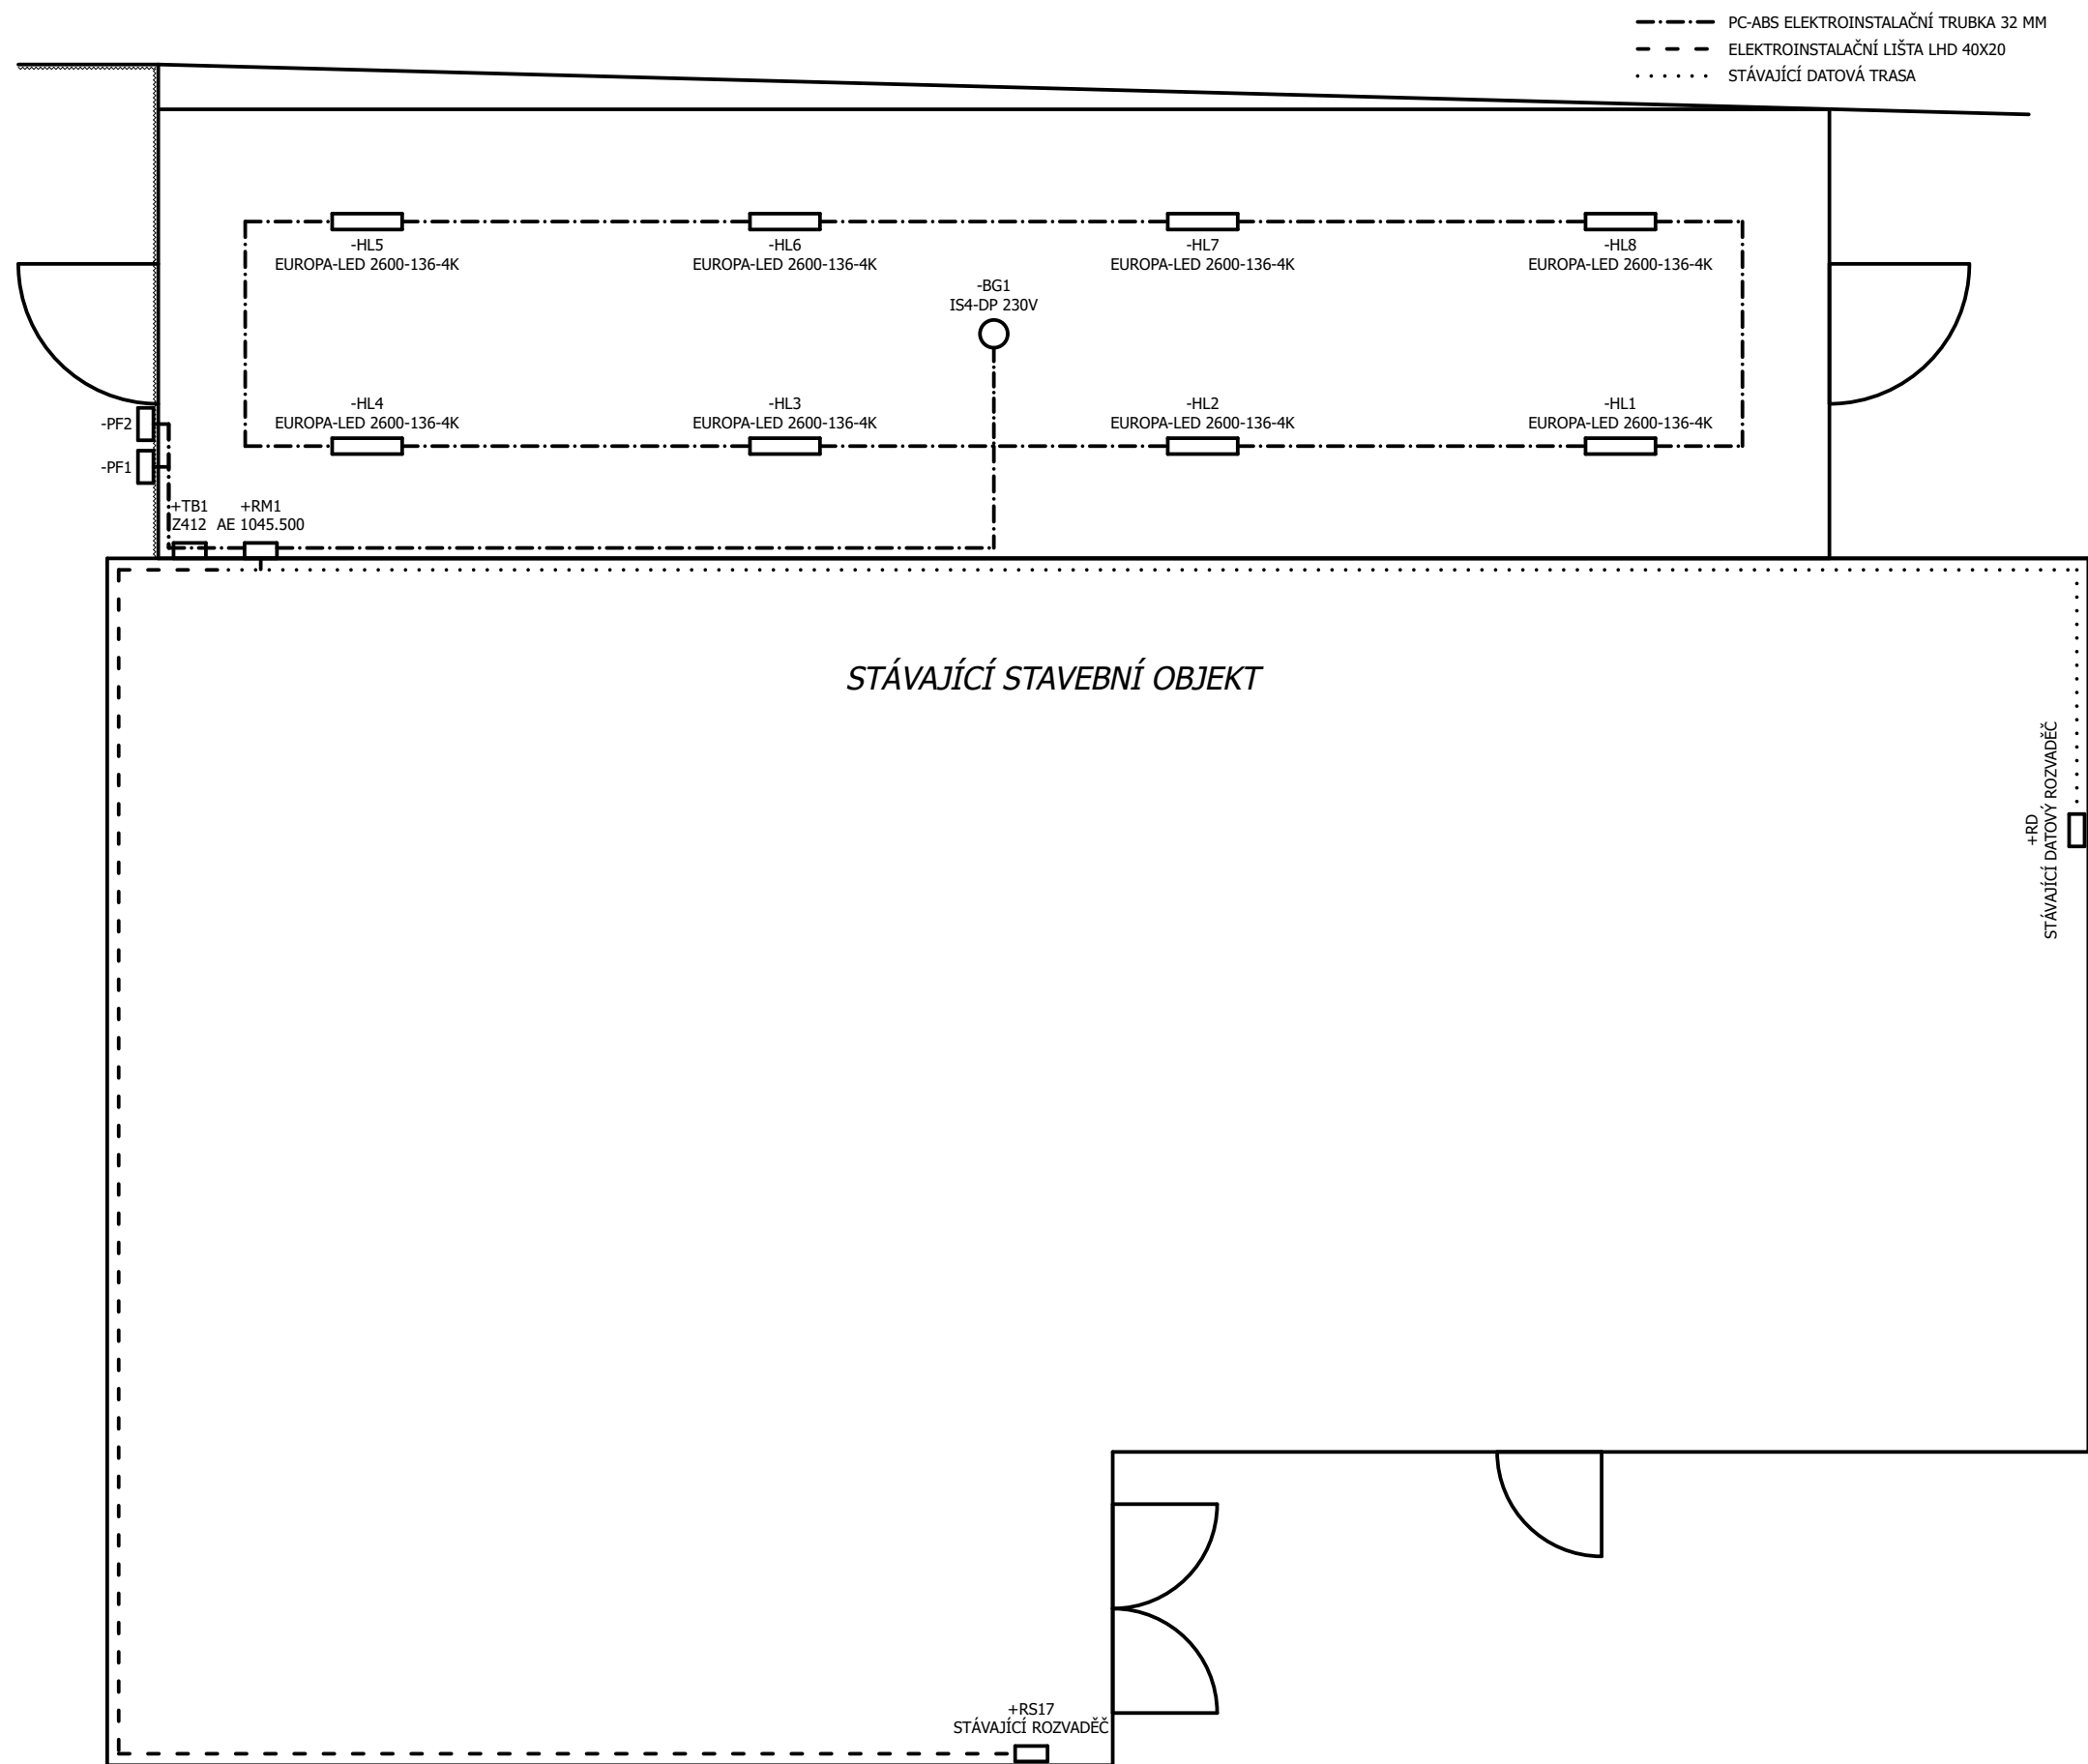 PC-ABS ELEKTROINSTALAČNÍ TRUBKA 32 MM
ELEKTROINSTALAČNÍ LIŠTA LHD 40X20
STÁVAJÍCÍ DATOVÁ TRASA
-HL5
EUROPA-LED 2600-136-4K
-HL6
EUROPA-LED 2600-136-4K
-HL7
EUROPA-LED 2600-136-4K
-HL8
EUROPA-LED 2600-136-4K
-BG1
IS4-DP 230V
-HL4
EUROPA-LED 2600-136-4K
-HL3
EUROPA-LED 2600-136-4K
-HL2
EUROPA-LED 2600-136-4K
-HL1
EUROPA-LED 2600-136-4K
-PF2
-PF1
+TB1
Z412
+RM1
AE 1045.500
STÁVAJÍCÍ STAVEBNÍ OBJEKT
+RD
STÁVAJÍCÍ DATOVÝ ROZVADĚČ
+RS17
STÁVAJÍCÍ ROZVADĚČ